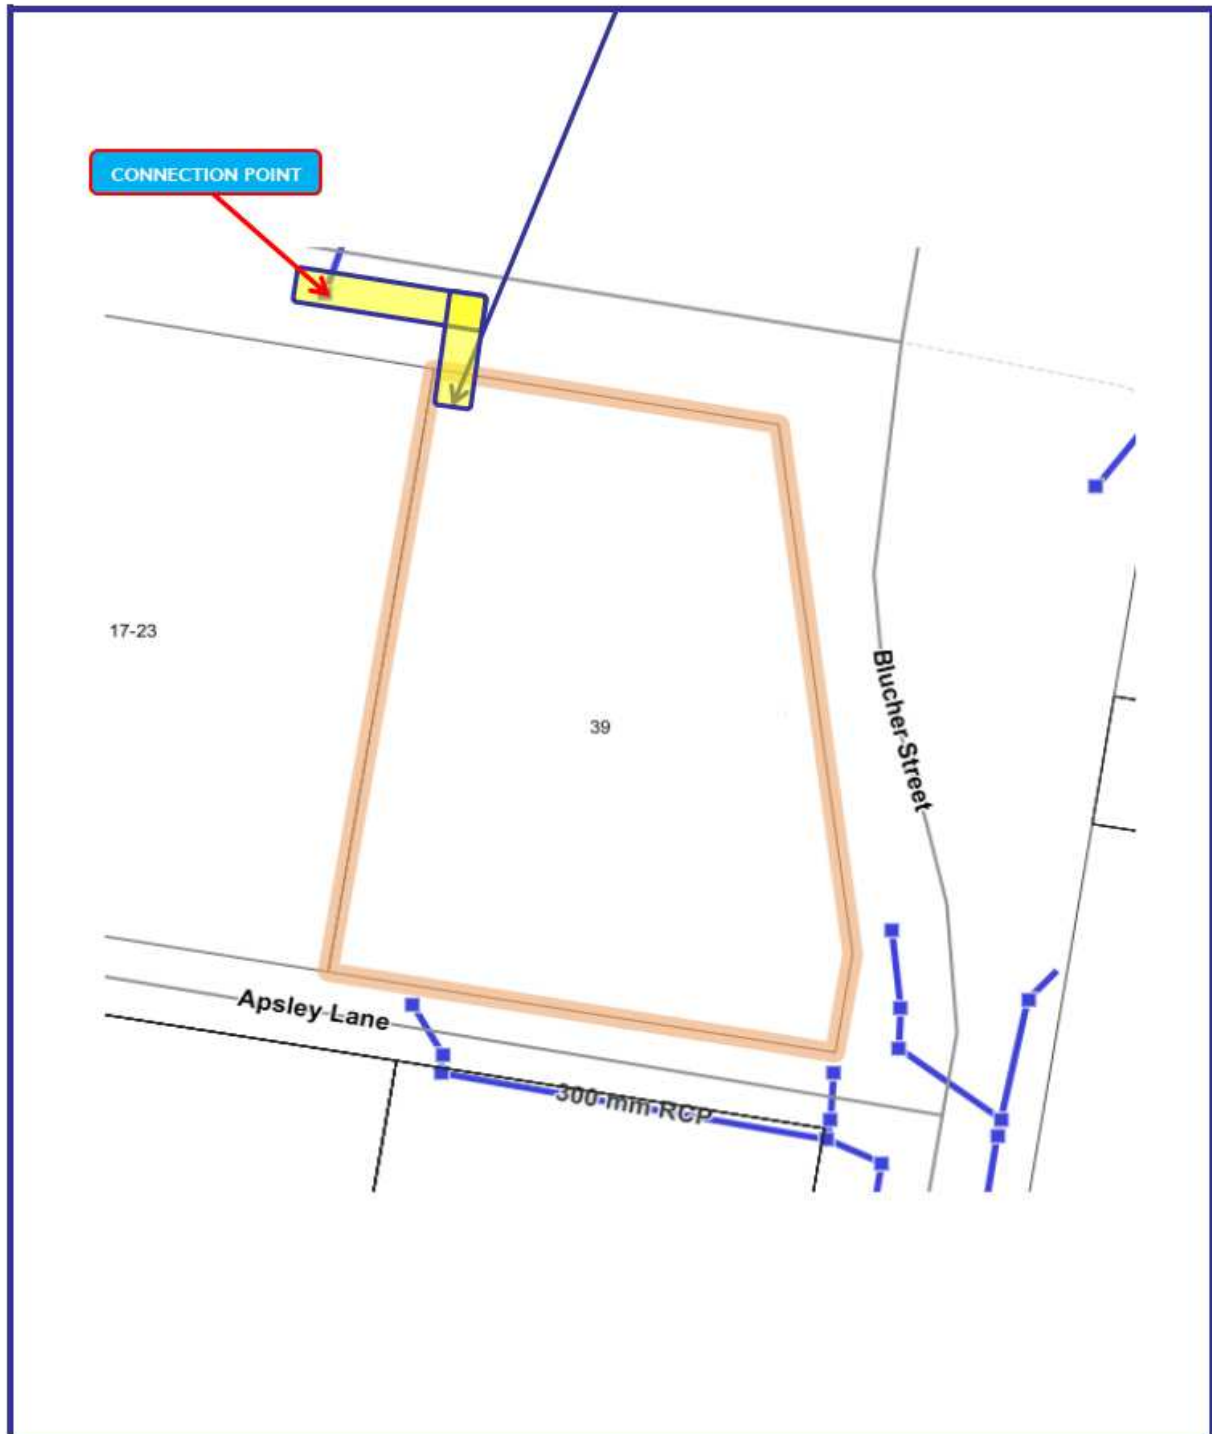 CONNECTION POINT
17-23
39
Blucher Street
Apsley Lane
300 mm RCP